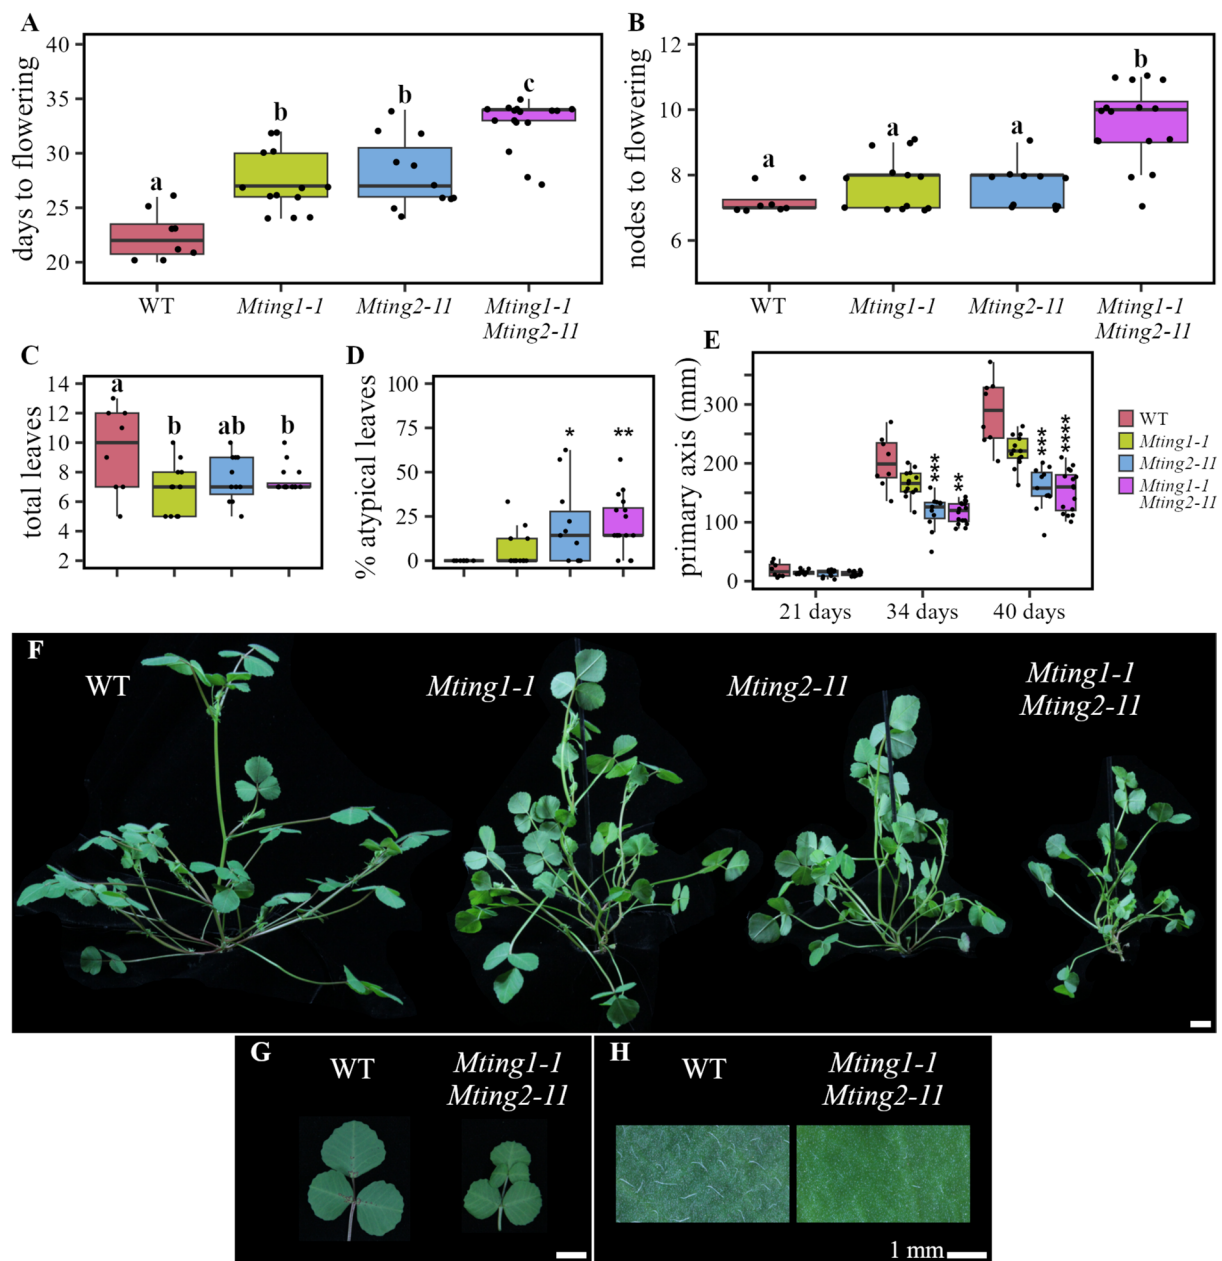 A
days to flowering
40
35
30
25
20
a
b
b
c
WT
Mting1-1
Mting2-11
Mting1-1
Mting2-11
B
nodes to flowering
12
10
8
6
a
a
a
b
WT
Mting1-1
Mting2-11
Mting1-1
Mting2-11
C
total leaves
14
12
10
8
6
4
2
a
b
ab
b
D
% atypical leaves
100
75
50
25
0
*
**
E
primary axis (mm)
300
200
100
0
***
**
***
****
21 days
34 days
40 days
WT
Mting1-1
Mting2-11
Mting1-1
Mting2-11
F
WT
Mting1-1
Mting2-11
Mting1-1
Mting2-11
G
WT
Mting1-1
Mting2-11
H
WT
Mting1-1
Mting2-11
1 mm